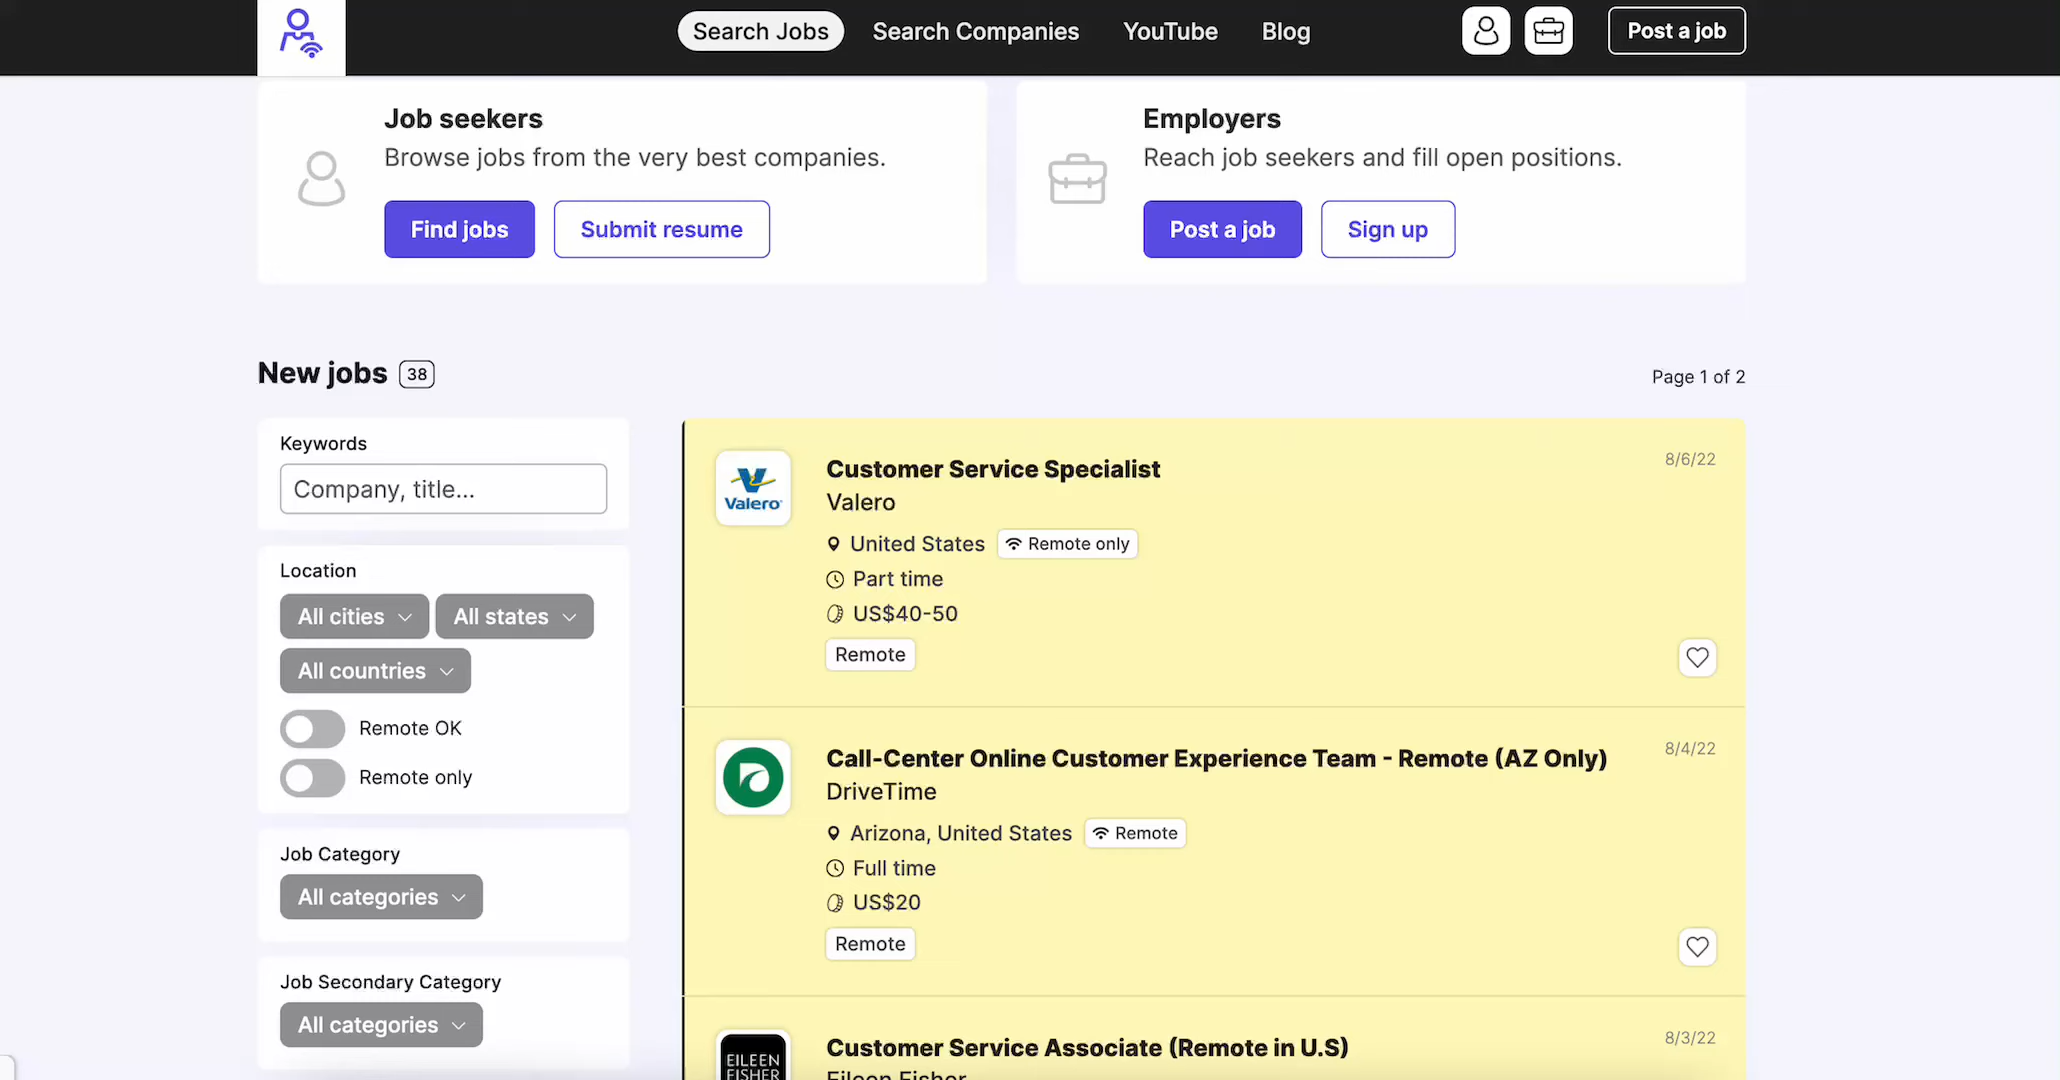 Search Jobs
Search Companies
YouTube
Blog
Post a job
Job seekers
Browse jobs from the very best companies.
Find jobs
Submit resume
Employers
Reach job seekers and fill open positions.
Post a job
Sign up
New jobs 38
Page 1 of 2
Keywords
Company, title...
Location
All cities
All states
All countries
Remote OK
Remote only
Job Category
All categories
Job Secondary Category
All categories
Valero
Customer Service Specialist
8/6/22
Valero
United States
Remote only
Part time
US$40-50
Remote
Call-Center Online Customer Experience Team - Remote (AZ Only)
8/4/22
DriveTime
Arizona, United States
Remote
Full time
US$20
Remote
EILEEN
FISHER
Customer Service Associate (Remote in U.S)
8/3/22
Eileen Fisher